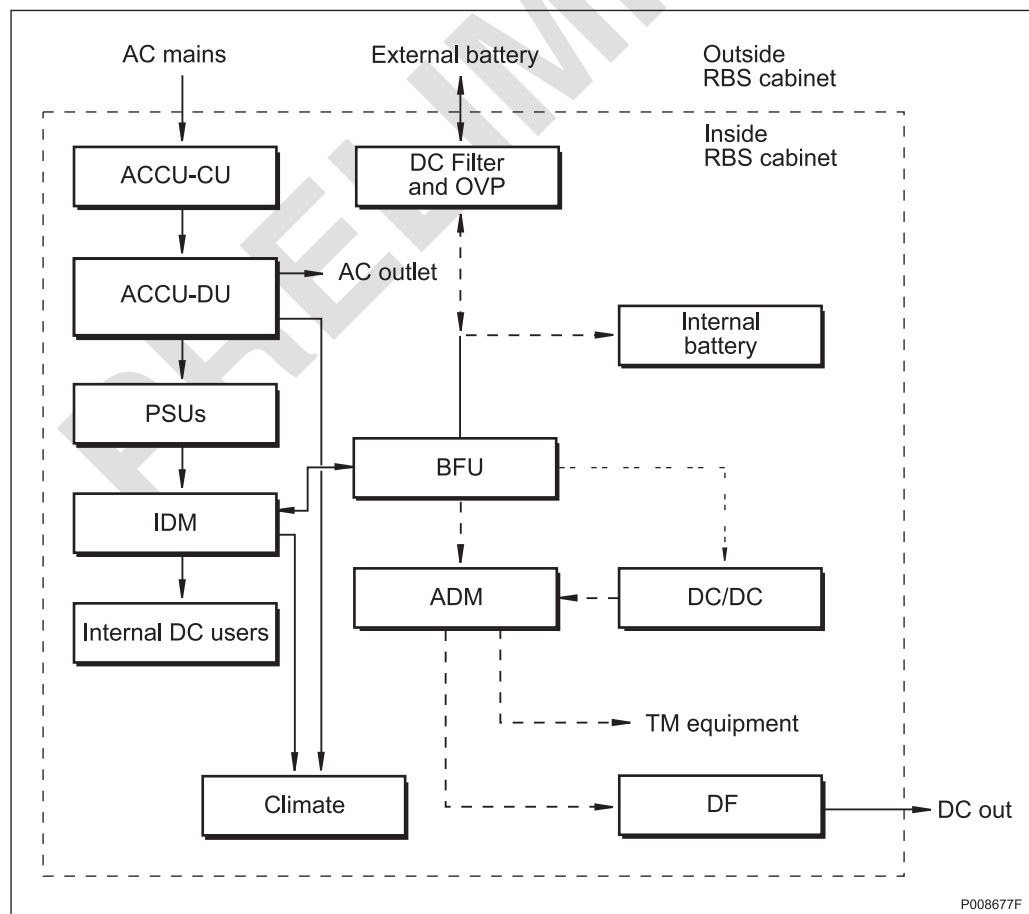 PRELIM
AC mains
External battery
Outside
RBS cabinet
Inside
RBS cabinet
ACCU-CU
DC Filter
and OVP
ACCU-DU
AC outlet
Internal
battery
PSUs
BFU
IDM
ADM
DC/DC
Internal DC users
TM equipment
Climate
DF
DC out
P008677F